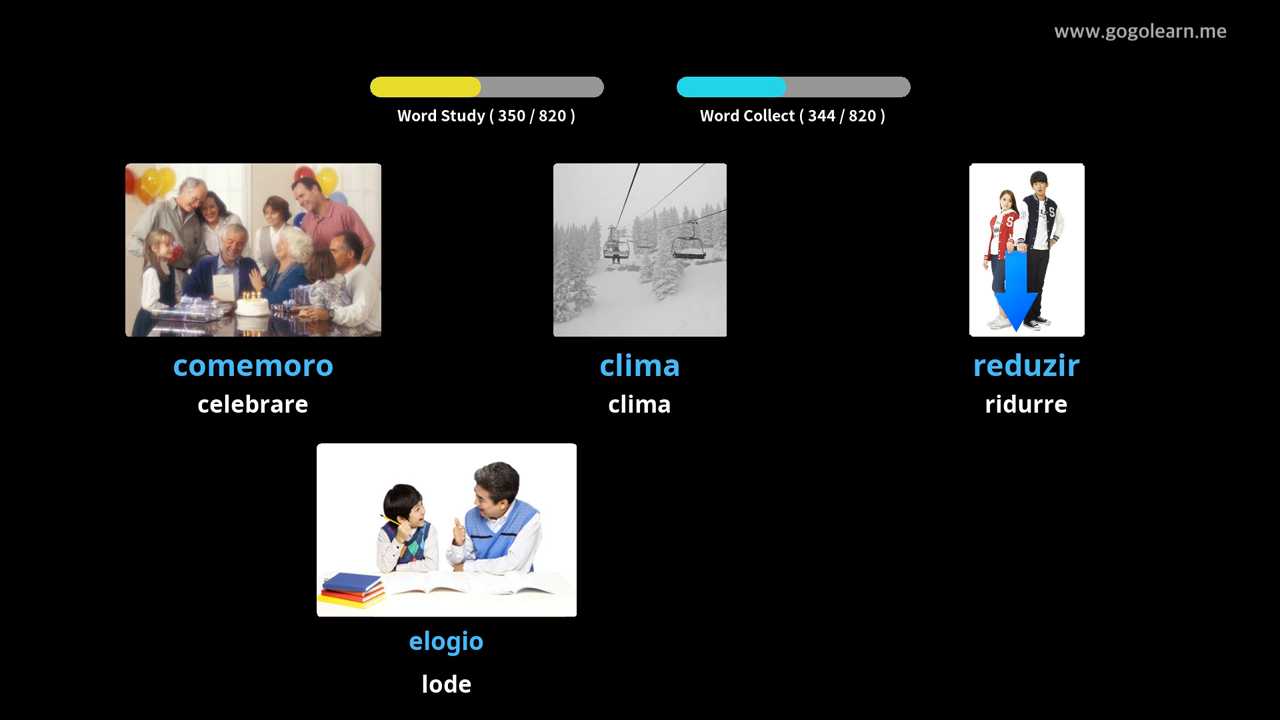 www.gogolearn.me
Word Study ( 350 / 820 )
Word Collect ( 344 / 820 )
comemoro
celebrare
clima
clima
reduzir
ridurre
elogio
lode